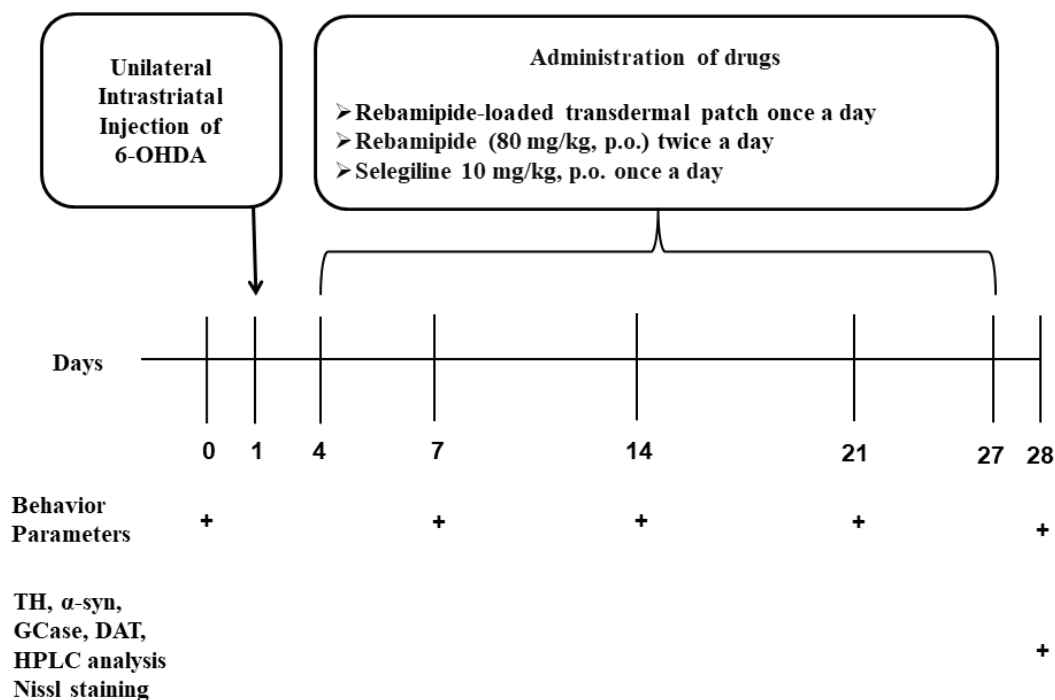 Unilateral
Intrastriatal
Injection of
6-OHDA
Administration of drugs
➢Rebamipide-loaded transdermal patch once a day
➢Rebamipide (80 mg/kg, p.o.) twice a day
➢Selegiline 10 mg/kg, p.o. once a day
Days
0 1 4 7 14 21 27 28
Behavior
Parameters
+ + + + +
TH, α-syn,
GCase, DAT,
HPLC analysis
Nissl staining
+